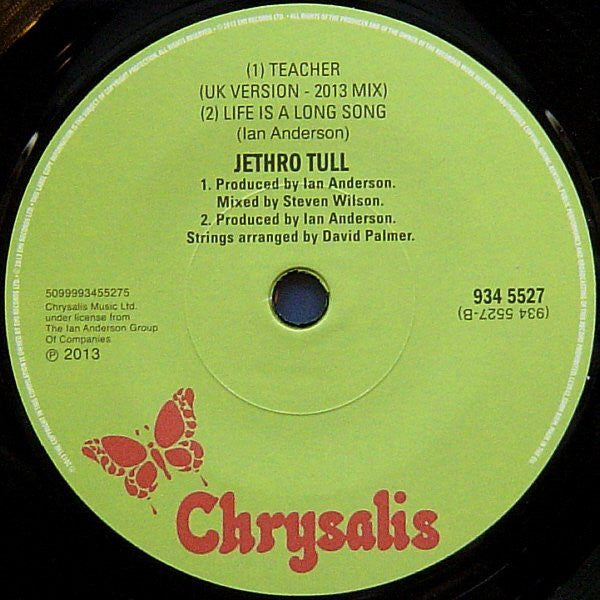 (1) TEACHER
(UK VERSION - 2013 MIX)
(2) LIFE IS A LONG SONG
(Ian Anderson)
JETHRO TULL
1. Produced by Ian Anderson.
Mixed by Steven Wilson.
2. Produced by Ian Anderson.
Strings arranged by David Palmer.
5099993455275
Chrysalis Music Ltd.
under license from
The Ian Anderson Group
Of Companies
℗ 2013
934 5527
(934 5527-B)
Chrysalis